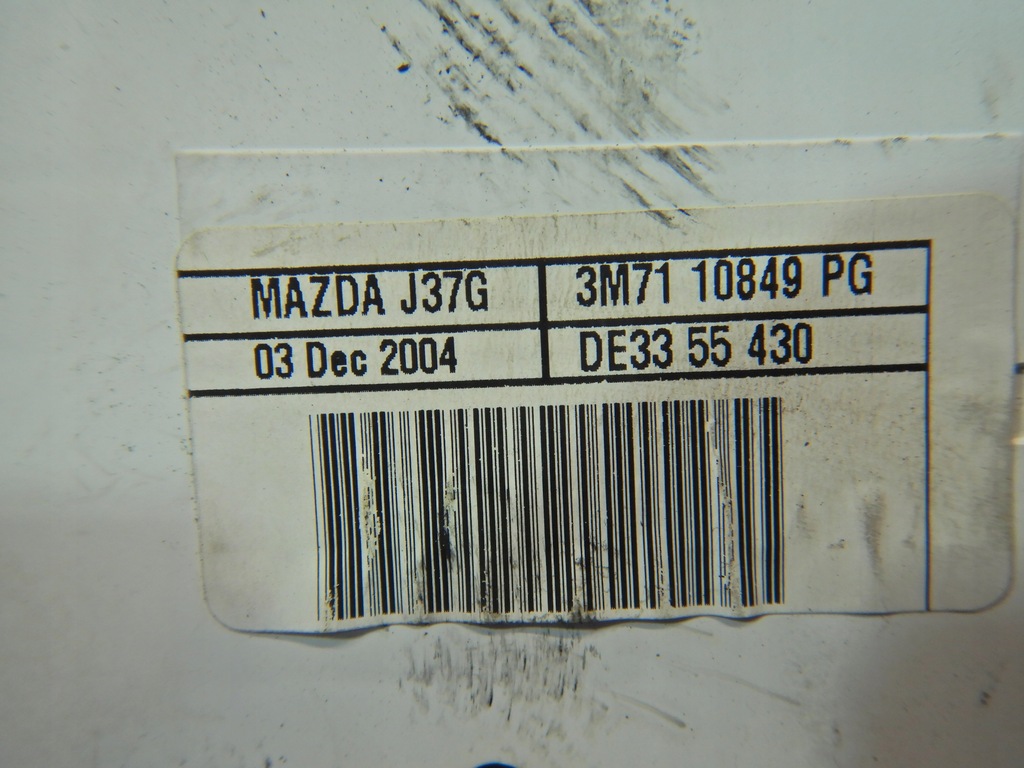 MAZDA J37G 3M71 10849 PG
03 Dec 2004 DE33 55 430